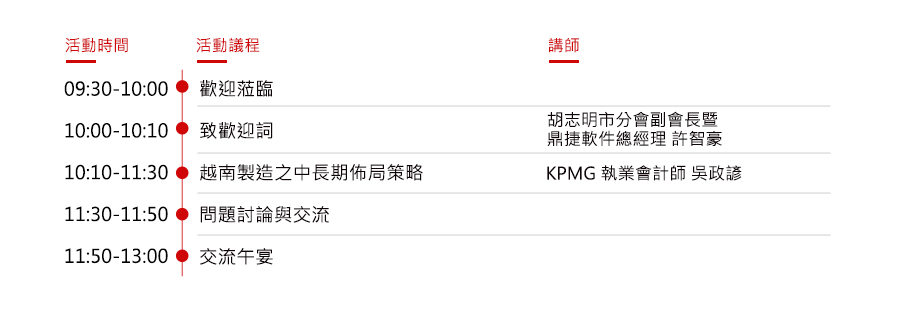 活動時間 活動議程 講師
09:30-10:00 歡迎蒞臨
10:00-10:10 致歡迎詞 胡志明市分會副會長暨
鼎捷軟件總經理 許智豪
10:10-11:30 越南製造之中長期佈局策略 KPMG 執業會計師 吳政諺
11:30-11:50 問題討論與交流
11:50-13:00 交流午宴